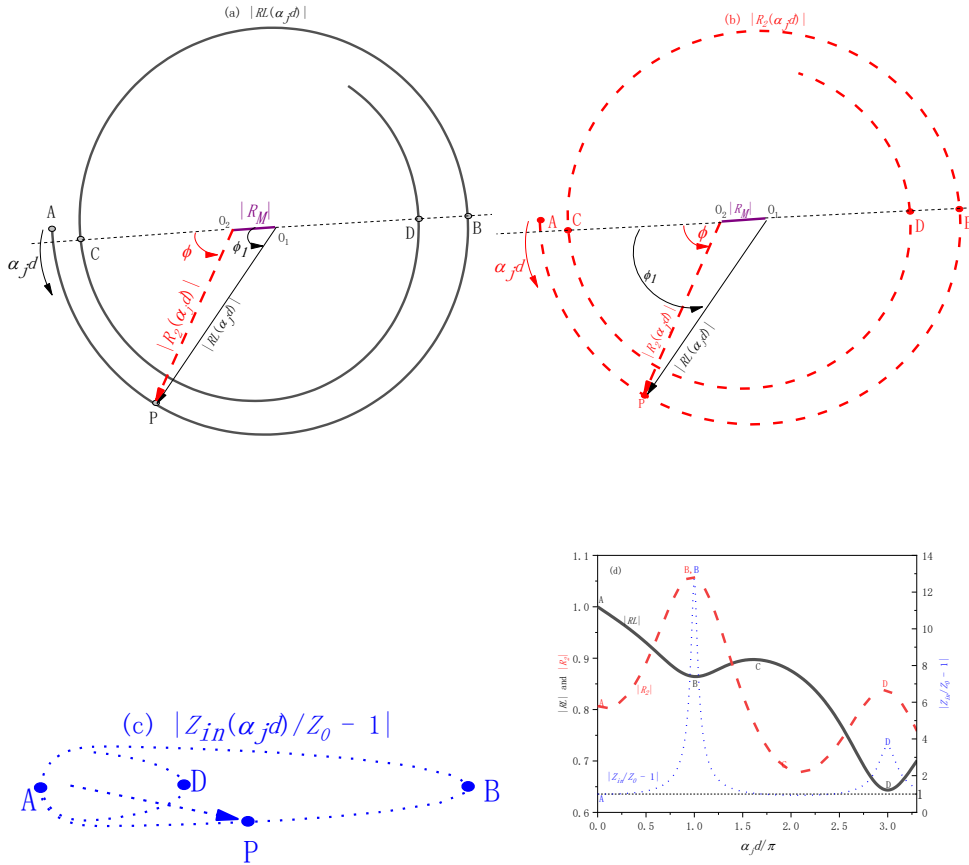 (a) |RL(α_j d)|
(b) |R_2(α_j d)|
A
O_2
|R_M|
O_1
ϕ
ϕ_1
C
D
B
α_j d
|R_2(α_j d)|
|RL(α_j d)|
P
A
C
O_2
|R_M|
O_1
ϕ
ϕ_1
D
B
α_j d
|R_2(α_j d)|
|RL(α_j d)|
P
(c) |Z_in(α_j d)/Z_0 - 1|
A
D
B
P
(d)
1.1
1.0
0.9
0.8
0.7
0.6
|RL| and |R_2|
14
12
11
10
8
7
6
4
2
1
0
|Z_in/Z_0 - 1|
A
|RL|
B, B
B
C
A
|R_2|
C
D
D
D
|Z_in/Z_0 - 1|
A
0.0
0.5
1.0
1.5
2.0
2.5
3.0
α_j d/π